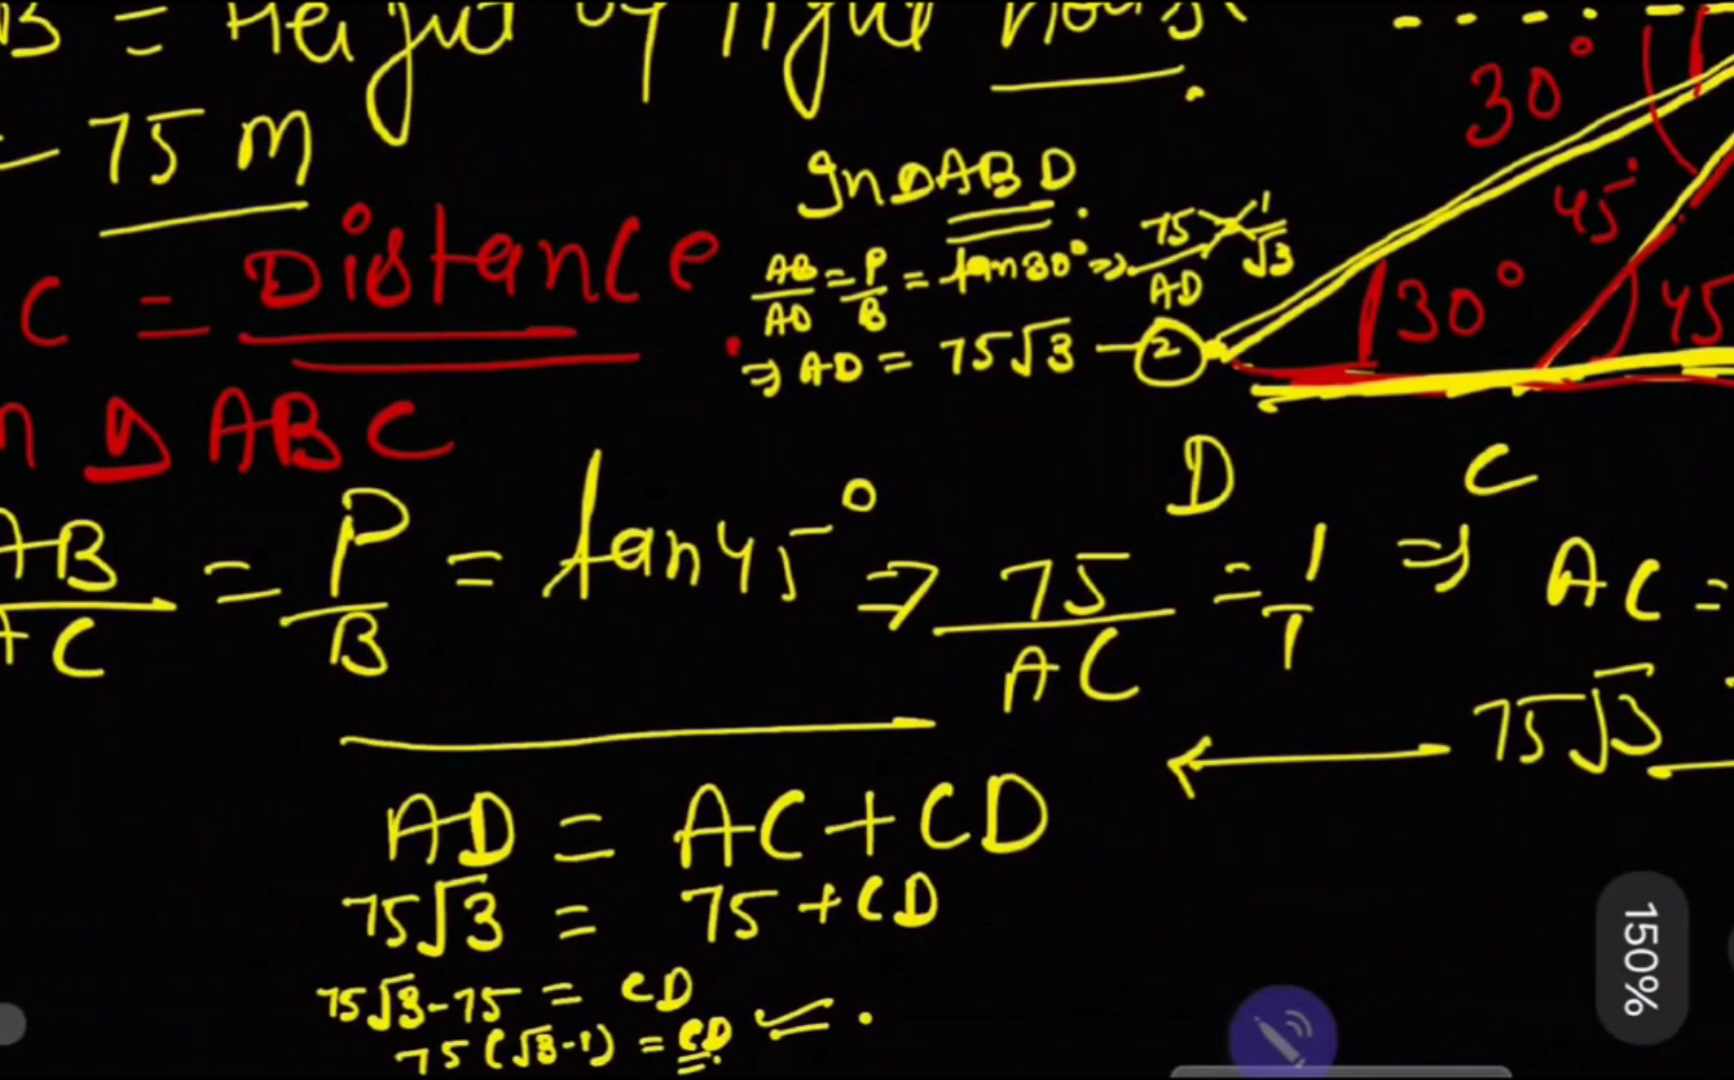 B = Height of light house.
30°
= 75 m
In ΔABD
45°
C = Distance.
AB/AD = P/B = tan30° ⇒ 75/AD = 1/√3
30° 45
⇒ AD = 75√3 — 2
n Δ ABC
D C
AB/AC = P/B = tan45° ⇒ 75/AC = 1/1 ⇒ AC =
75√3
AD = AC+CD
75√3 = 75+CD
75√3-75 = CD
75(√3-1) = CD
150%